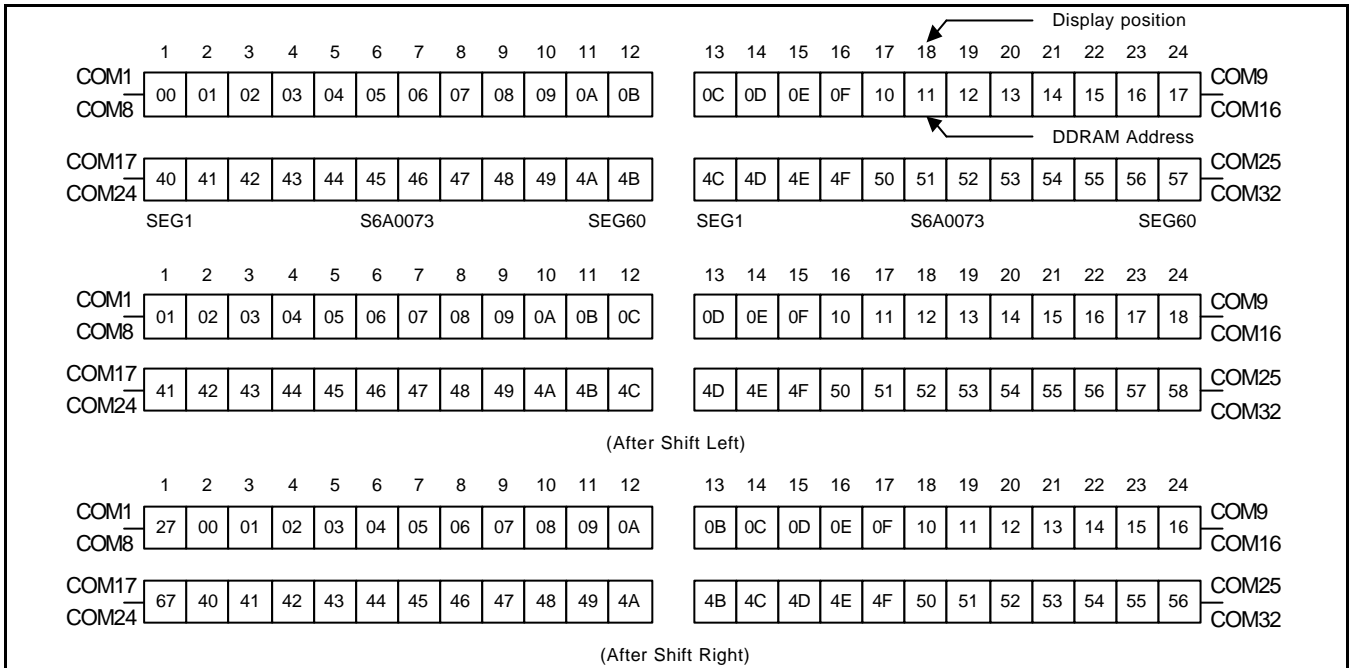 Display position
1 2 3 4 5 6 7 8 9 10 11 12 13 14 15 16 17 18 19 20 21 22 23 24
COM1 COM9
00 01 02 03 04 05 06 07 08 09 0A 0B 0C 0D 0E 0F 10 11 12 13 14 15 16 17
COM8 COM16
DDRAM Address
COM17 COM25
40 41 42 43 44 45 46 47 48 49 4A 4B 4C 4D 4E 4F 50 51 52 53 54 55 56 57
COM24 COM32
SEG1 S6A0073 SEG60 SEG1 S6A0073 SEG60
1 2 3 4 5 6 7 8 9 10 11 12 13 14 15 16 17 18 19 20 21 22 23 24
COM1 COM9
01 02 03 04 05 06 07 08 09 0A 0B 0C 0D 0E 0F 10 11 12 13 14 15 16 17 18
COM8 COM16
COM17 COM25
41 42 43 44 45 46 47 48 49 4A 4B 4C 4D 4E 4F 50 51 52 53 54 55 56 57 58
COM24 COM32
(After Shift Left)
1 2 3 4 5 6 7 8 9 10 11 12 13 14 15 16 17 18 19 20 21 22 23 24
COM1 COM9
27 00 01 02 03 04 05 06 07 08 09 0A 0B 0C 0D 0E 0F 10 11 12 13 14 15 16
COM8 COM16
COM17 COM25
67 40 41 42 43 44 45 46 47 48 49 4A 4B 4C 4D 4E 4F 50 51 52 53 54 55 56
COM24 COM32
(After Shift Right)